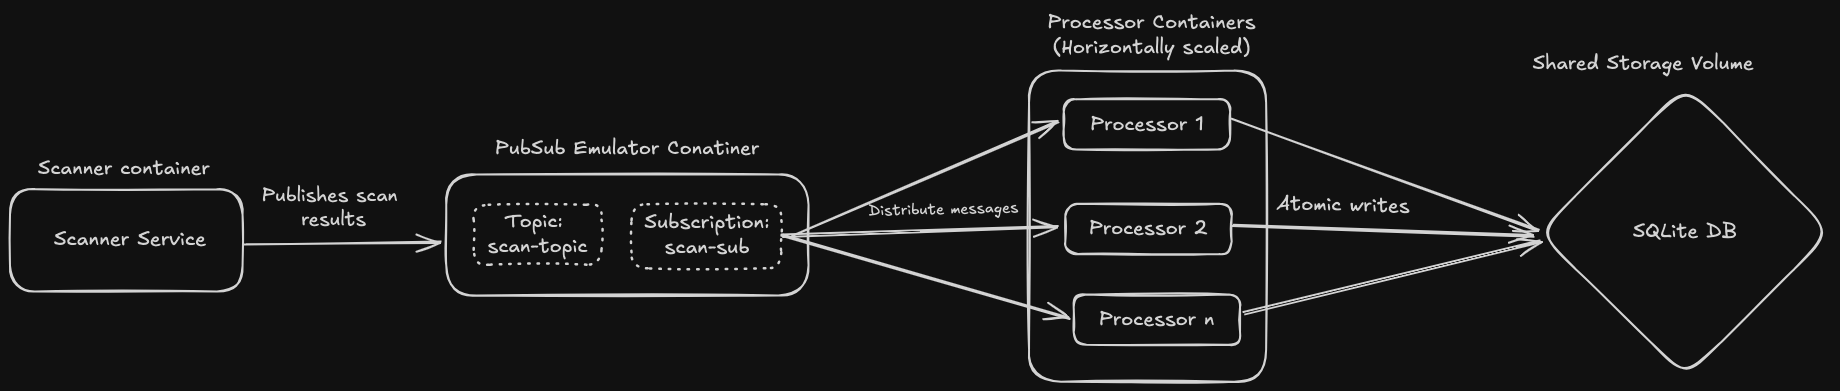 Scanner container
Scanner Service
Publishes scan
results
PubSub Emulator Conatiner
Topic:
scan-topic
Subscription:
scan-sub
Distribute messages
Processor Containers
(Horizontally scaled)
Processor 1
Processor 2
Processor n
Atomic writes
Shared Storage Volume
SQLite DB